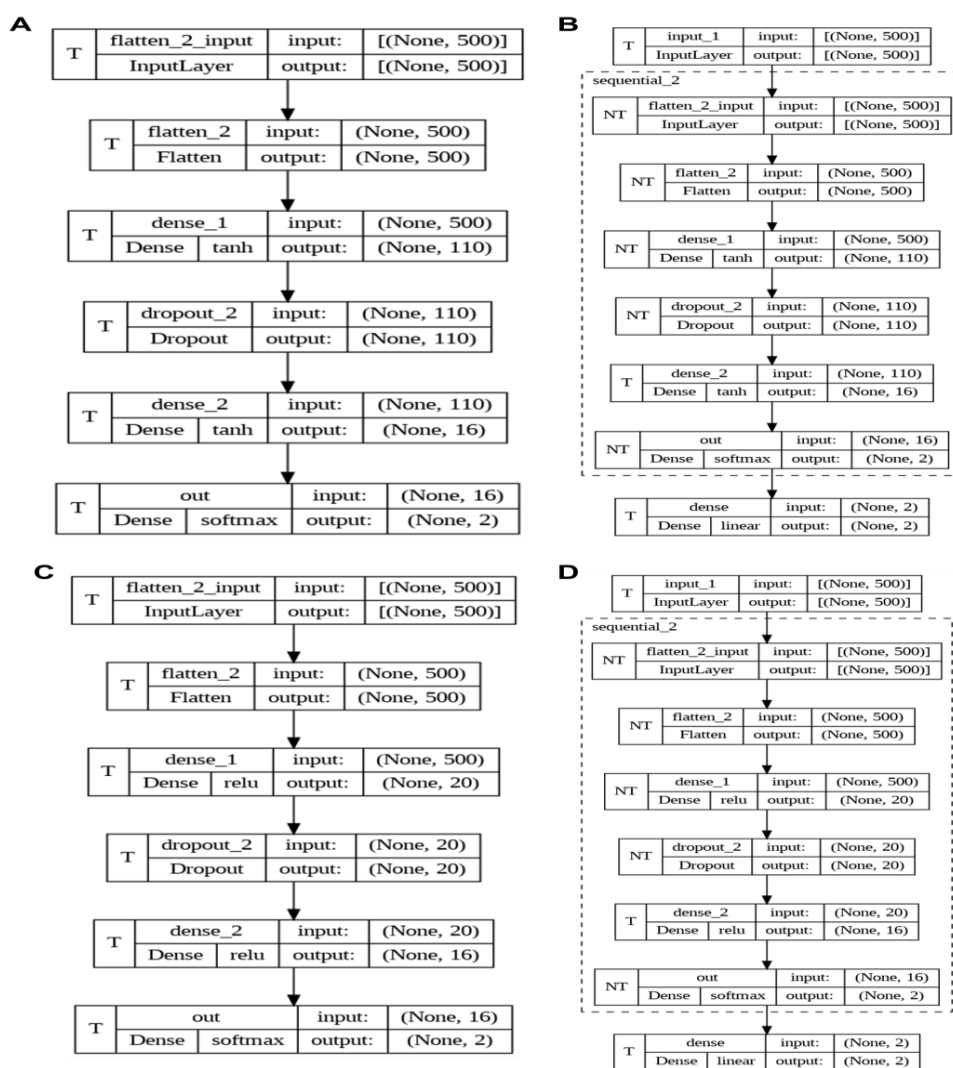 A
T flatten_2_input input: [(None, 500)]
InputLayer output: [(None, 500)]
T flatten_2 input: (None, 500)
Flatten output: (None, 500)
T dense_1 input: (None, 500)
Dense tanh output: (None, 110)
T dropout_2 input: (None, 110)
Dropout output: (None, 110)
T dense_2 input: (None, 110)
Dense tanh output: (None, 16)
T out input: (None, 16)
Dense softmax output: (None, 2)
B
T input_1 input: [(None, 500)]
InputLayer output: [(None, 500)]
sequential_2
NT flatten_2_input input: [(None, 500)]
InputLayer output: [(None, 500)]
NT flatten_2 input: (None, 500)
Flatten output: (None, 500)
NT dense_1 input: (None, 500)
Dense tanh output: (None, 110)
NT dropout_2 input: (None, 110)
Dropout output: (None, 110)
T dense_2 input: (None, 110)
Dense tanh output: (None, 16)
NT out input: (None, 16)
Dense softmax output: (None, 2)
T dense input: (None, 2)
Dense linear output: (None, 2)
C
T flatten_2_input input: [(None, 500)]
InputLayer output: [(None, 500)]
T flatten_2 input: (None, 500)
Flatten output: (None, 500)
T dense_1 input: (None, 500)
Dense relu output: (None, 20)
T dropout_2 input: (None, 20)
Dropout output: (None, 20)
T dense_2 input: (None, 20)
Dense relu output: (None, 16)
T out input: (None, 16)
Dense softmax output: (None, 2)
D
T input_1 input: [(None, 500)]
InputLayer output: [(None, 500)]
sequential_2
NT flatten_2_input input: [(None, 500)]
InputLayer output: [(None, 500)]
NT flatten_2 input: (None, 500)
Flatten output: (None, 500)
NT dense_1 input: (None, 500)
Dense relu output: (None, 20)
NT dropout_2 input: (None, 20)
Dropout output: (None, 20)
T dense_2 input: (None, 20)
Dense relu output: (None, 16)
NT out input: (None, 16)
Dense softmax output: (None, 2)
T dense input: (None, 2)
Dense linear output: (None, 2)